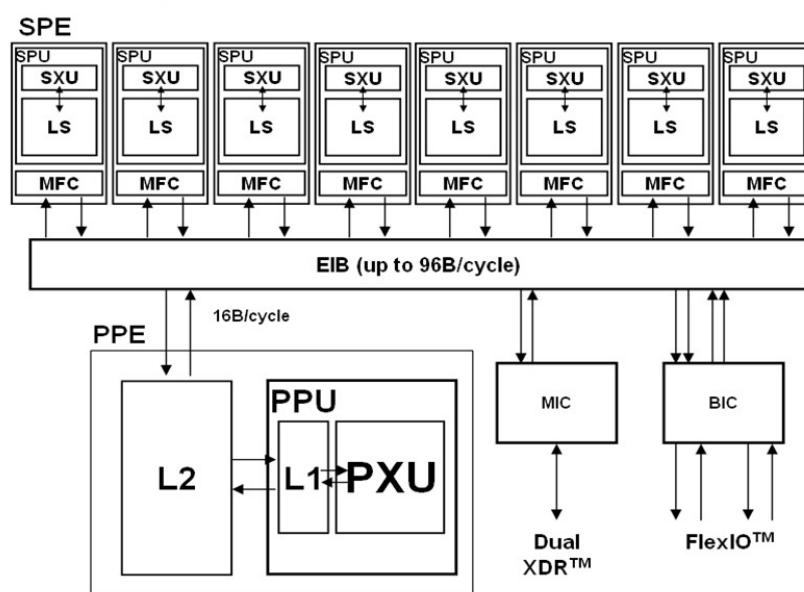 SPE
SPU SPU SPU SPU SPU SPU SPU SPU
SXU SXU SXU SXU SXU SXU SXU SXU
LS LS LS LS LS LS LS LS
MFC MFC MFC MFC MFC MFC MFC MFC
EIB (up to 96B/cycle)
16B/cycle
PPE
PPU
L2
L1
PXU
MIC
BIC
Dual
XDR™
FlexIO™